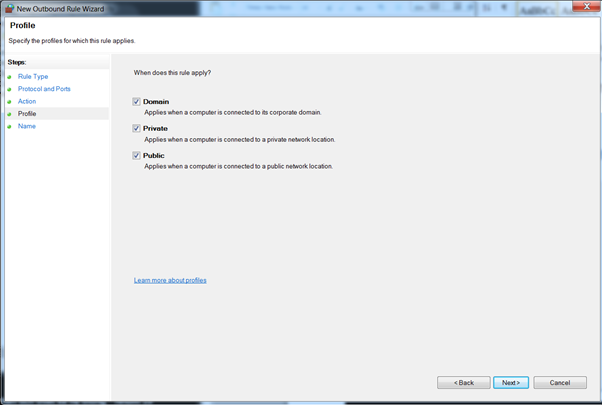 New Outbound Rule Wizard
Profile
Specify the profiles for which this rule applies.
Steps:
Rule Type
Protocol and Ports
Action
Profile
Name
When does this rule apply?
Domain
Applies when a computer is connected to its corporate domain.
Private
Applies when a computer is connected to a private network location.
Public
Applies when a computer is connected to a public network location.
Learn more about profiles
< Back
Next >
Cancel